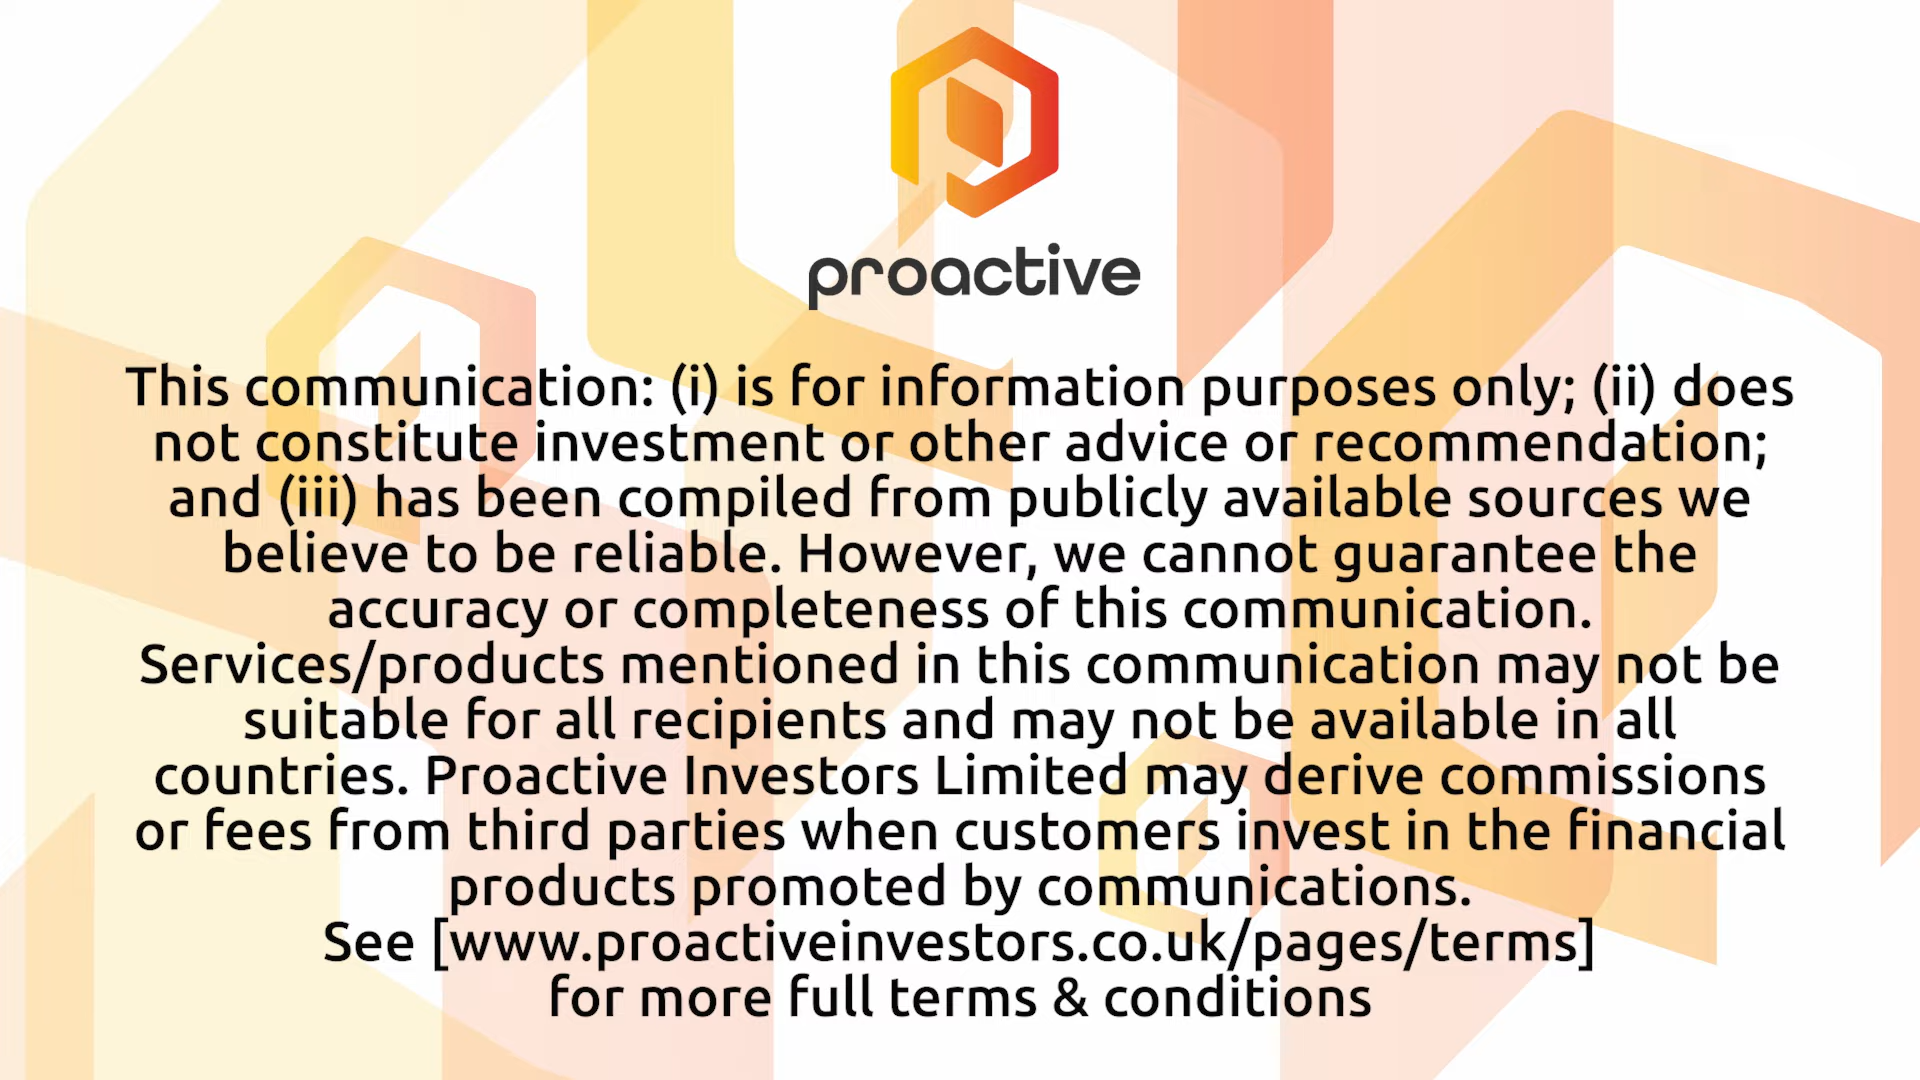 proactive
This communication: (i) is for information purposes only; (ii) does
not constitute investment or other advice or recommendation;
and (iii) has been compiled from publicly available sources we
believe to be reliable. However, we cannot guarantee the
accuracy or completeness of this communication.
Services/products mentioned in this communication may not be
suitable for all recipients and may not be available in all
countries. Proactive Investors Limited may derive commissions
or fees from third parties when customers invest in the financial
products promoted by communications.
See [www.proactiveinvestors.co.uk/pages/terms]
for more full terms & conditions